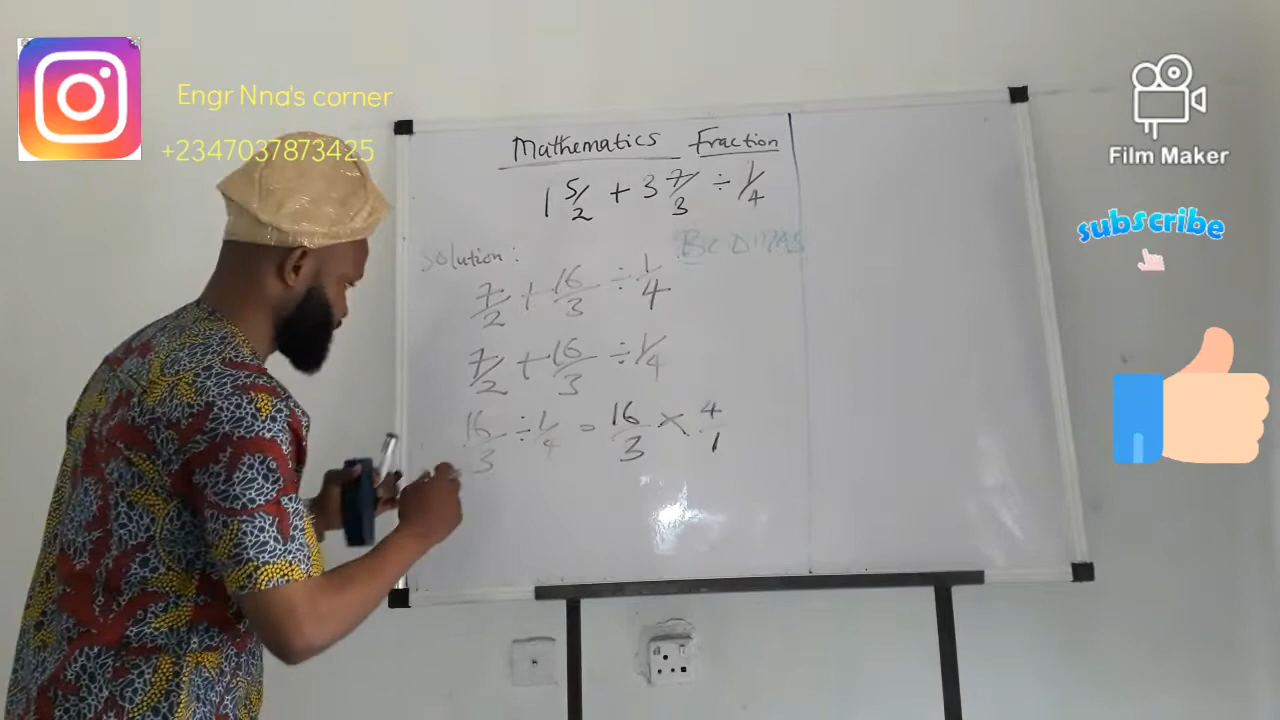 Engr Nna's corner
+2347037873425
Film Maker
subscribe
Mathematics Fraction
1 5/2 + 3 7/3 ÷ 1/4
BODMAS
Solution:
7/2 + 16/3 ÷ 1/4
7/2 + 16/3 ÷ 1/4
16/3 ÷ 1/4 = 16/3 × 4/1